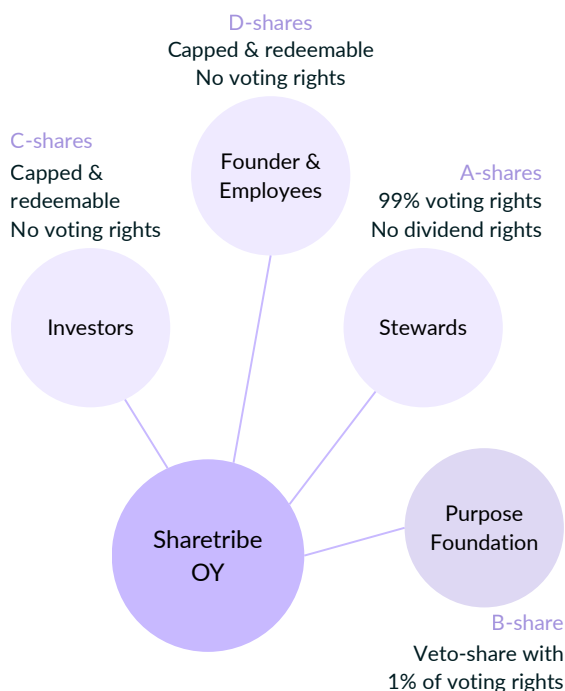 D-shares
Capped & redeemable
No voting rights
Founder &
Employees
C-shares
Capped &
redeemable
No voting rights
Investors
A-shares
99% voting rights
No dividend rights
Stewards
Sharetribe
OY
Purpose
Foundation
B-share
Veto-share with
1% of voting rights